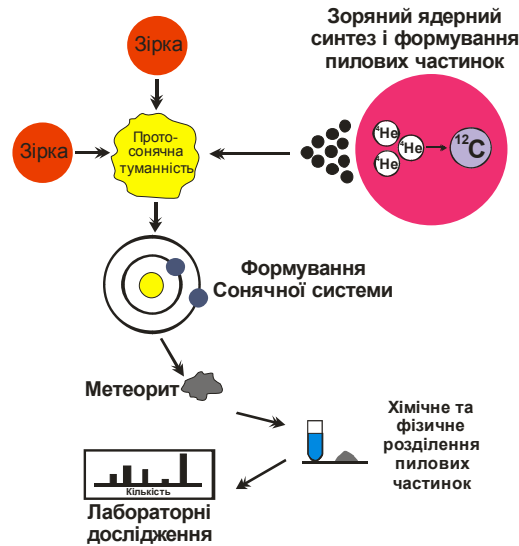 Зірка
Зоряний ядерний
синтез і формування
пилових частинок
Зірка
Прото-
сонячна
туманність
⁴He
⁴He
⁴He
¹²C
Формування
Сонячної системи
Метеорит
Хімічне та
фізичне
розділення
пилових
частинок
Кількість
Лабораторні
дослідження